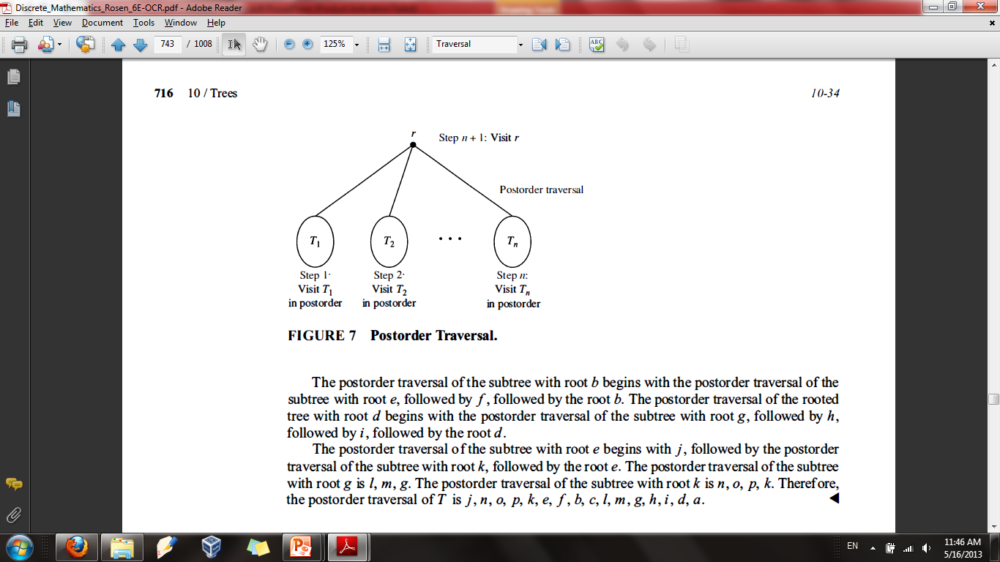 Discrete_Mathematics_Rosen_6E-OCR.pdf - Adobe Reader
File Edit View Document Tools Window Help
743 / 1008 125% Traversal
716 10 / Trees 10-34
r
Step n + 1: Visit r
Postorder traversal
T1 T2 · · · Tn
Step 1· Step 2· Step n:
Visit T1 Visit T2 Visit Tn
in postorder in postorder in postorder
FIGURE 7 Postorder Traversal.
The postorder traversal of the subtree with root b begins with the postorder traversal of the
subtree with root e, followed by f, followed by the root b. The postorder traversal of the rooted
tree with root d begins with the postorder traversal of the subtree with root g, followed by h,
followed by i, followed by the root d.
The postorder traversal of the subtree with root e begins with j, followed by the postorder
traversal of the subtree with root k, followed by the root e. The postorder traversal of the subtree
with root g is l, m, g. The postorder traversal of the subtree with root k is n, o, p, k. Therefore,
the postorder traversal of T is j, n, o, p, k, e, f, b, c, l, m, g, h, i, d, a.
EN
11:46 AM
5/16/2013